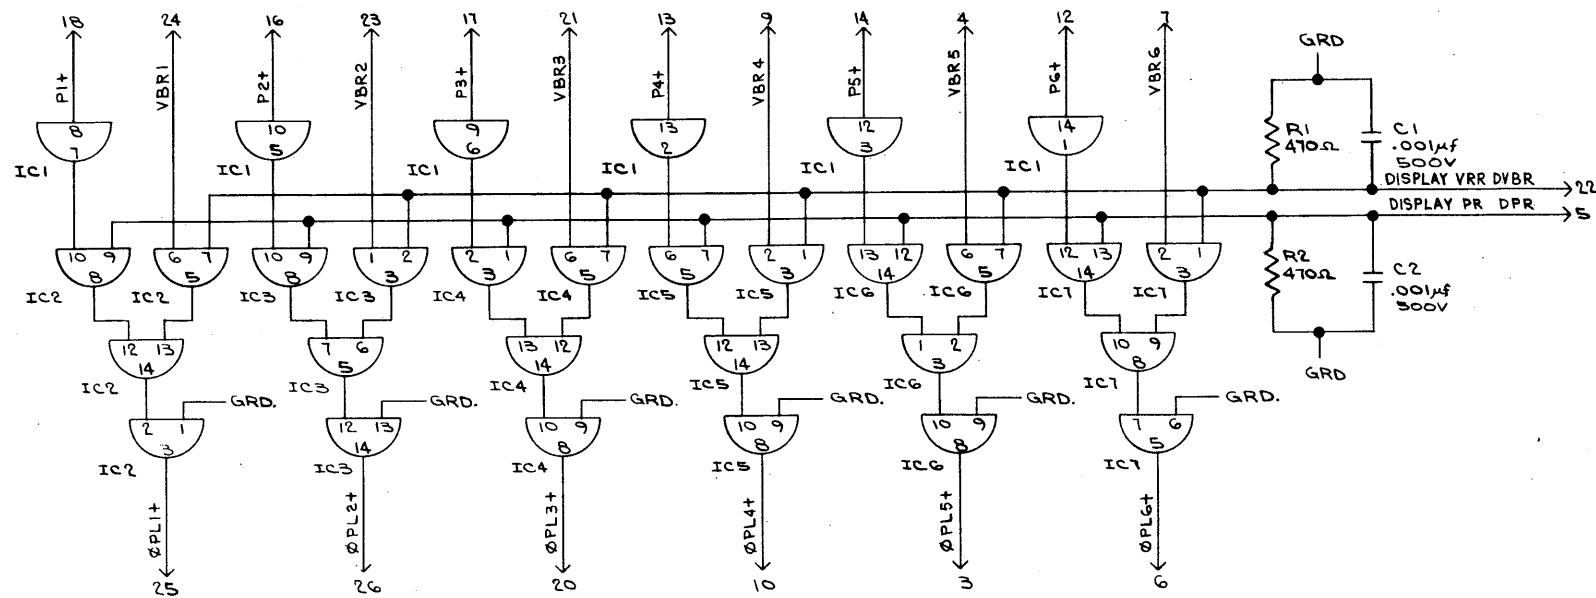 18 24 16 23 17 21 13 9 14 4 12 7
GRD
P1+ VBR1 P2+ VBR2 P3+ VBR3 P4+ VBR4 P5+ VBR5 P6+ VBR6
8 10 9 13 12 14
7 5 6 2 3 1
IC1 IC1 IC1 IC1 IC1 IC1
R1
470Ω
C1
.001μf
500V
DISPLAY VRR DVBR 22
DISPLAY PR DPR 5
10 9 6 7 10 9 1 2 2 1 6 7 6 7 2 1 13 12 6 7 12 13 2 1
8 5 8 3 3 5 5 3 14 5 14 3
IC2 IC2 IC3 IC3 IC4 IC4 IC5 IC5 IC6 IC6 IC7 IC7
R2
470Ω
C2
.001μf
500V
GRD
12 13 7 6 13 12 12 13 1 2 10 9
14 5 14 14 3 8
IC2 IC3 IC4 IC5 IC6 IC7
GRD. GRD. GRD. GRD. GRD. GRD.
2 1 12 13 10 9 10 9 10 9 7 6
3 14 8 8 8 5
IC2 IC3 IC4 IC5 IC6 IC7
ØPL1+ ØPL2+ ØPL3+ ØPL4+ ØPL5+ ØPL6+
25 26 20 10 3 6